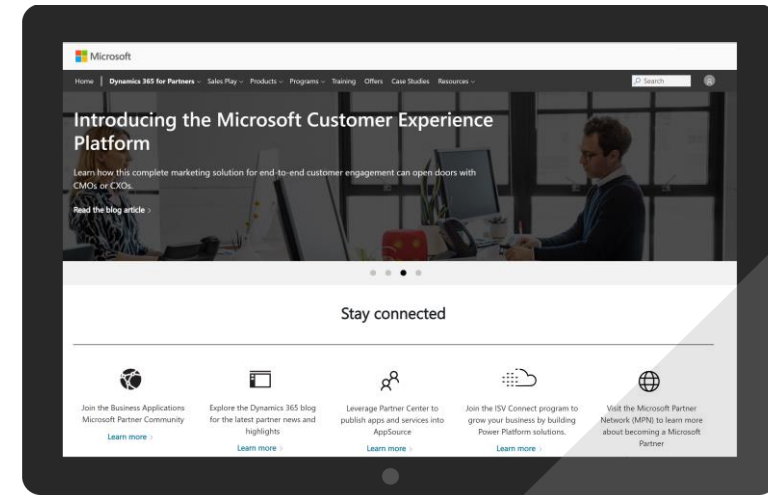 Microsoft
Home | Dynamics 365 for Partners Sales Play Products Programs Training Offers Case Studies Resources Search
Introducing the Microsoft Customer Experience
Platform
Learn how this complete marketing solution for end-to-end customer engagement can open doors with
CMOs or CXOs.
Read the blog article >
Stay connected
Join the Business Applications
Microsoft Partner Community
Learn more >
Explore the Dynamics 365 blog
for the latest partner news and
highlights
Learn more >
Leverage Partner Center to
publish apps and services into
AppSource
Learn more >
Join the ISV Connect program to
grow your business by building
Power Platform solutions.
Learn more >
Visit the Microsoft Partner
Network (MPN) to learn more
about becoming a Microsoft
Partner